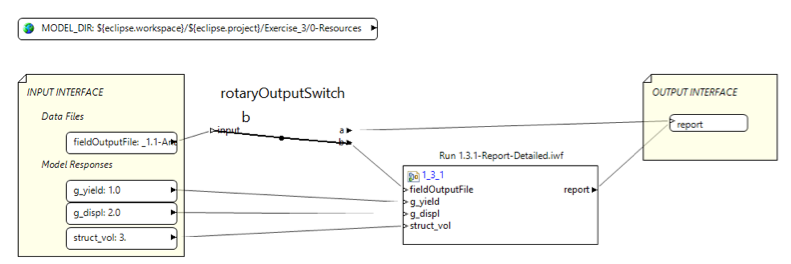 MODEL_DIR: ${eclipse.workspace}/${eclipse.project}/Exercise_3/0-Resources
INPUT INTERFACE
Data Files
fieldOutputFile: _1.1-An
Model Responses
g_yield: 1.0
g_displ: 2.0
struct_vol: 3.
rotaryOutputSwitch
b
input
a
b
Run 1.3.1-Report-Detailed.iwf
1_3_1
fieldOutputFile
report
g_yield
g_displ
struct_vol
OUTPUT INTERFACE
report